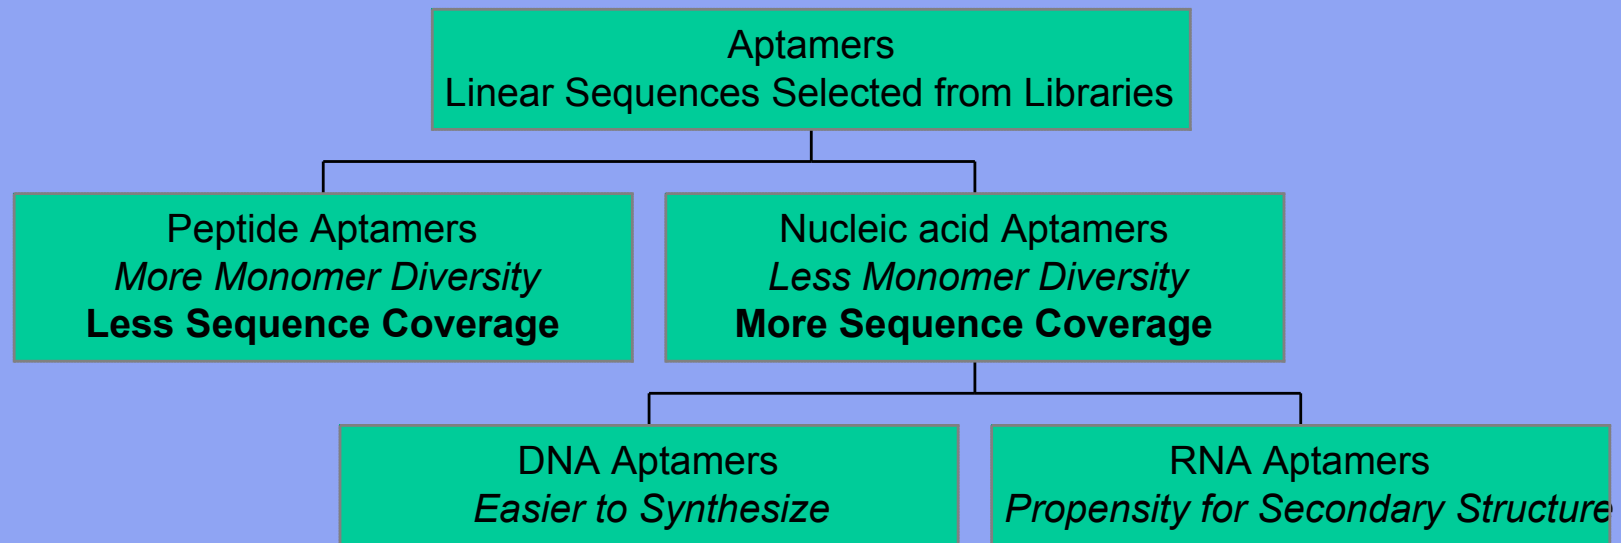 Aptamers
Linear Sequences Selected from Libraries
Peptide Aptamers
More Monomer Diversity
Less Sequence Coverage
Nucleic acid Aptamers
Less Monomer Diversity
More Sequence Coverage
DNA Aptamers
Easier to Synthesize
RNA Aptamers
Propensity for Secondary Structure